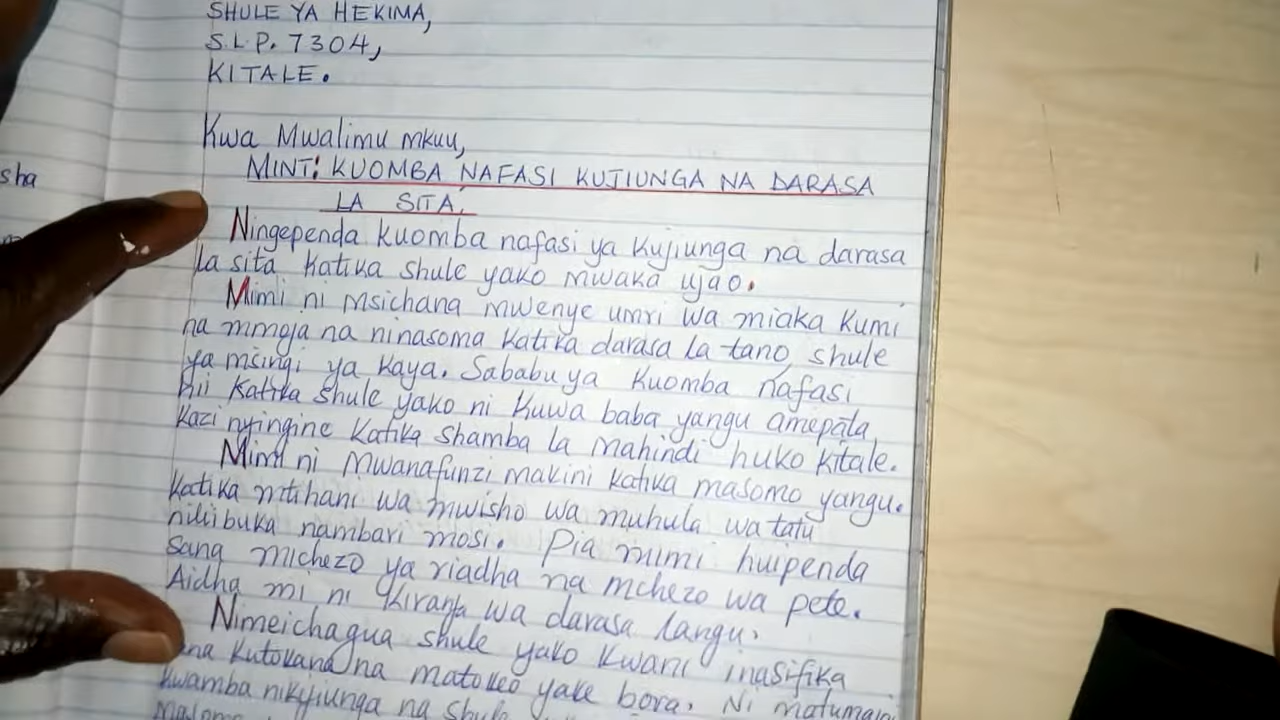 SHULE YA HEKIMA,
S.L.P. 7304,
KITALE.
Kwa Mwalimu mkuu,
MINT: KUOMBA NAFASI KUJIUNGA NA DARASA
LA SITA.
Ningependa kuomba nafasi ya kujiunga na darasa
la sita katika shule yako mwaka ujao.
Mimi ni msichana mwenye umri wa miaka kumi
na mmoja na ninasoma katika darasa la tano, shule
ya msingi ya kaya. Sababu ya kuomba nafasi
hii katika shule yako ni kuwa baba yangu amepata
kazi nyingine katika shamba la mahindi huko kitale.
Mimi ni mwanafunzi makini katika masomo yangu.
katika mtihani wa mwisho wa muhula wa tatu
niliibuka nambari mosi. Pia mimi huipenda
sana michezo ya riadha na mchezo wa pete.
Aidha mi ni kiranja wa darasa langu.
Nimeichagua shule yako kwani inasifika
sana kutokana na matokeo yake bora. Ni matumaini
kwamba nikijiunga na shule
masomo
sha